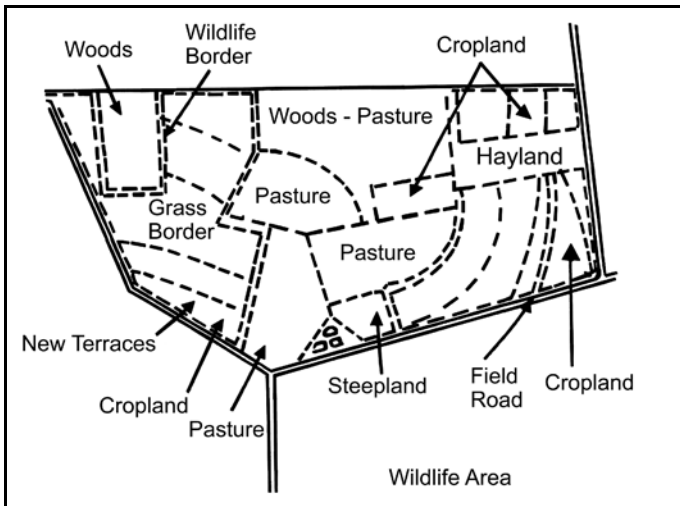 Woods
Wildlife
Border
Cropland
Woods - Pasture
Hayland
Pasture
Grass
Border
Pasture
New Terraces
Cropland
Pasture
Steepland
Field
Road
Cropland
Wildlife Area